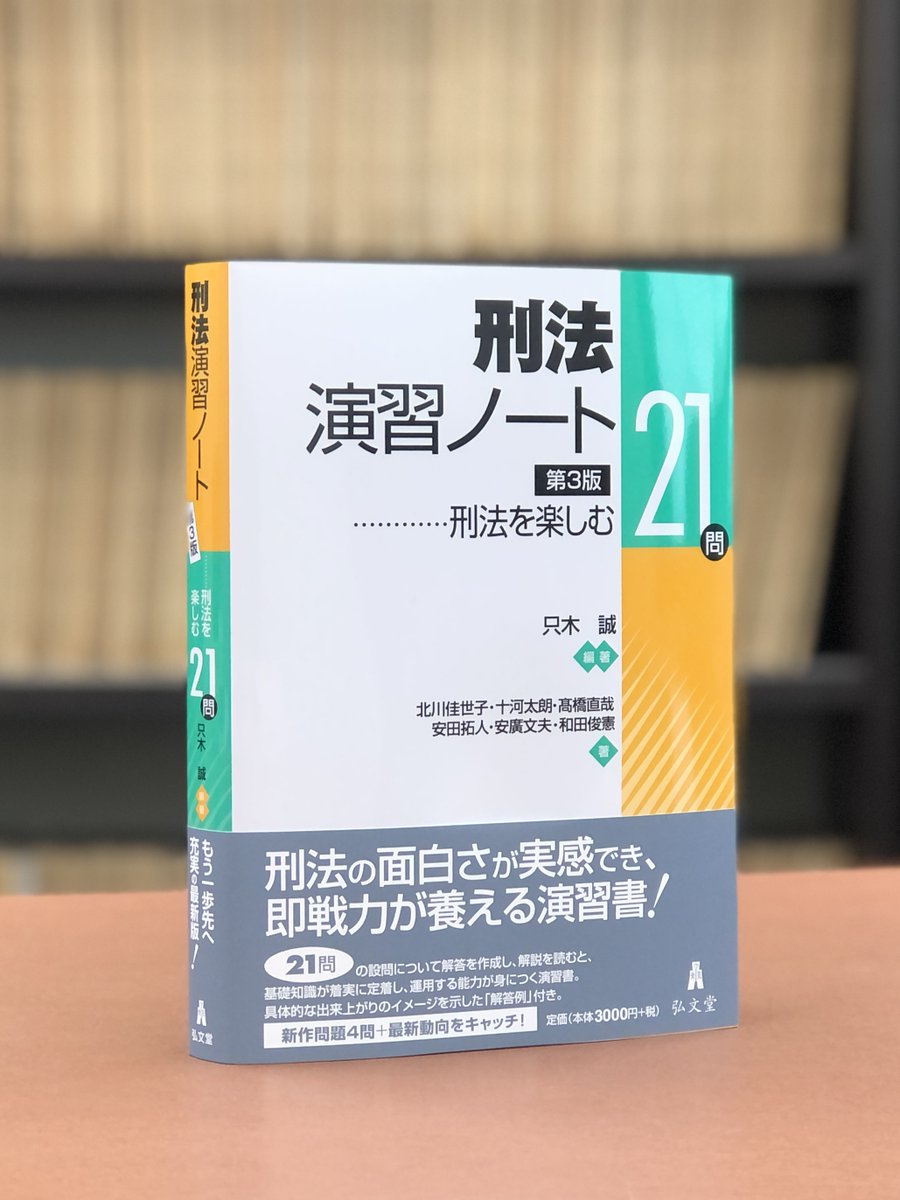 刑法
演習ノート
第3版
…………刑法を楽しむ
21
問
只木 誠
編著
北川佳世子・十河太朗・髙橋直哉
安田拓人・安廣文夫・和田俊憲
著
刑法の面白さが実感でき、
即戦力が養える演習書!
21問の設問について解答を作成し、解説を読むと、
基礎知識が着実に定着し、運用する能力が身につく演習書。
具体的な出来上がりのイメージを示した「解答例」付き。
新作問題4問+最新動向をキャッチ!
定価(本体3000円+税)
弘文堂
刑法演習ノート
第3版
…………刑法を
楽しむ
21
問
只木 誠
編著
もう一歩先へ
充実の最新版!
弘文堂